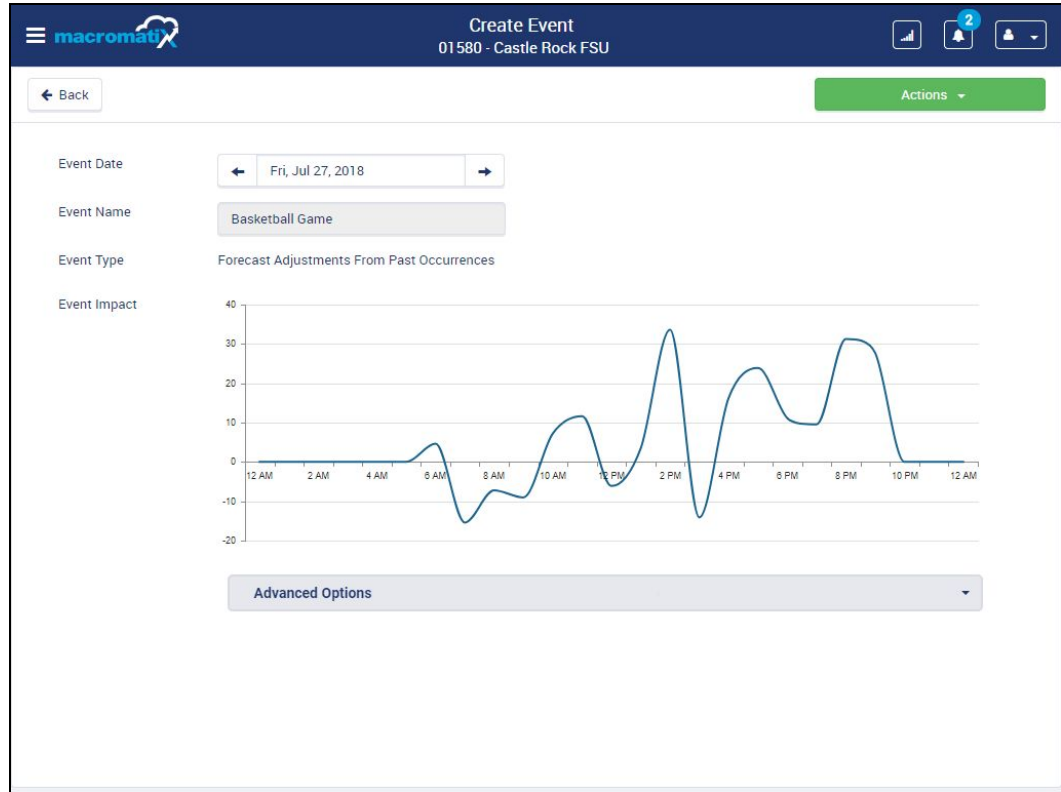 macromatix
Create Event
01580 - Castle Rock FSU
2
Back
Actions
Event Date
Fri, Jul 27, 2018
Event Name
Basketball Game
Event Type
Forecast Adjustments From Past Occurrences
Event Impact
40
30
20
10
0
-10
-20
12 AM 2 AM 4 AM 6 AM 8 AM 10 AM 12 PM 2 PM 4 PM 6 PM 8 PM 10 PM 12 AM
Advanced Options